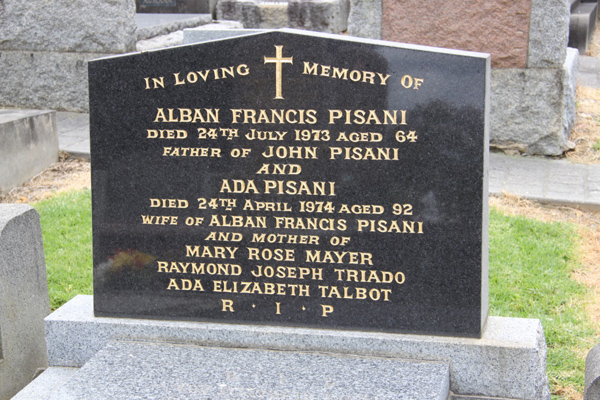 IN LOVING MEMORY OF
ALBAN FRANCIS PISANI
DIED 24TH JULY 1973 AGED 64
FATHER OF JOHN PISANI
AND
ADA PISANI
DIED 24TH APRIL 1974 AGED 92
WIFE OF ALBAN FRANCIS PISANI
AND MOTHER OF
MARY ROSE MAYER
RAYMOND JOSEPH TRIADO
ADA ELIZABETH TALBOT
R · I · P